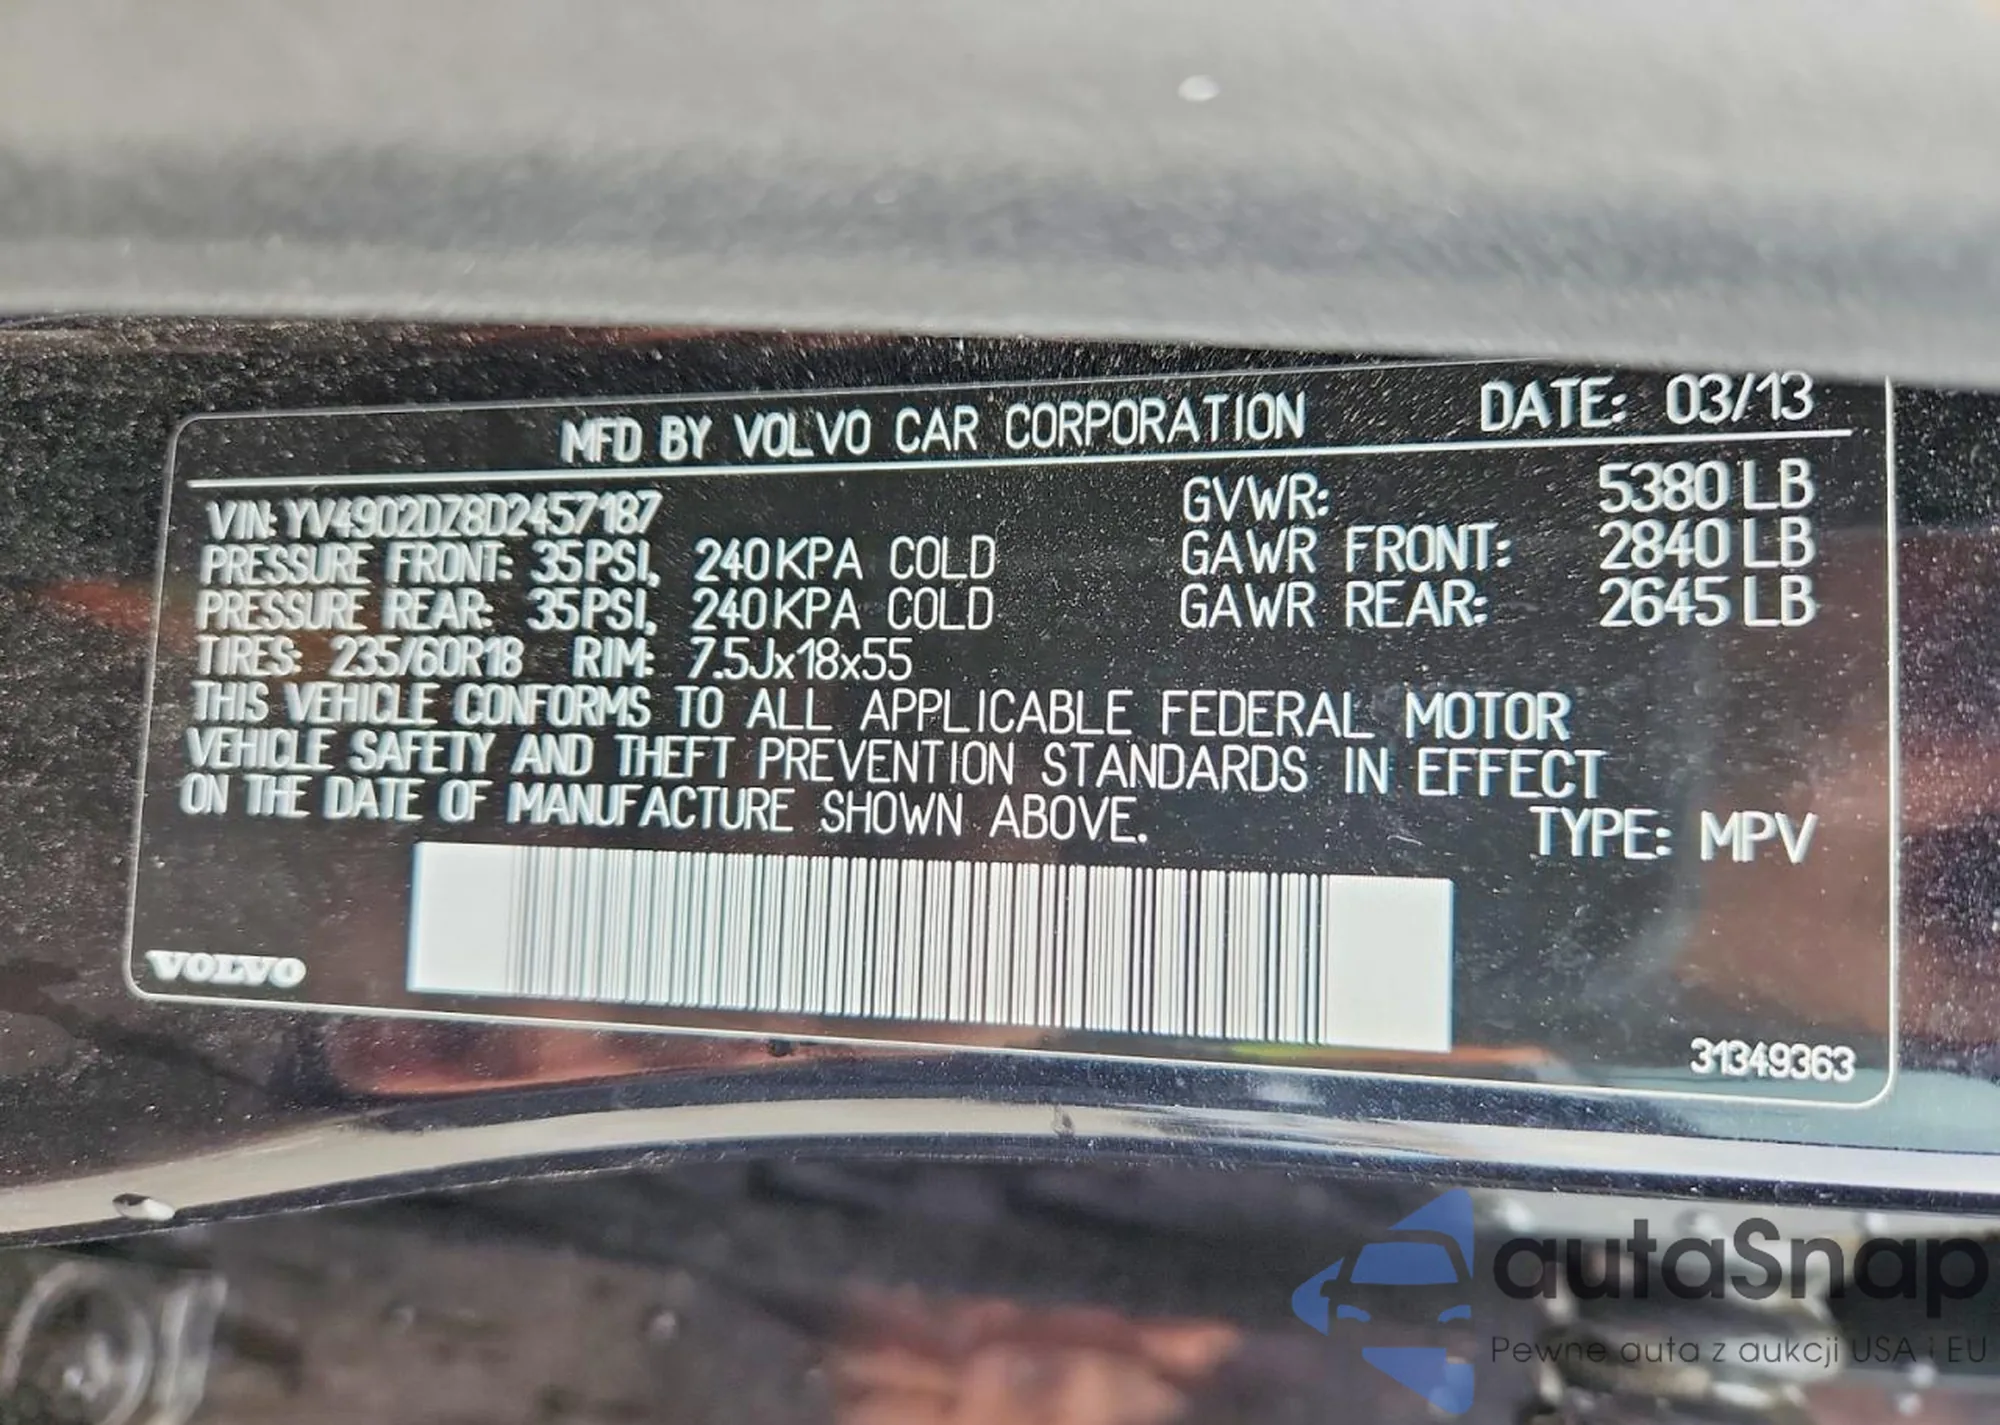 MFD BY VOLVO CAR CORPORATION DATE: 03/13
VIN: YV4902DZ8D2457187 GVWR: 5380 LB
PRESSURE FRONT: 35PSI, 240KPA COLD GAWR FRONT: 2840 LB
PRESSURE REAR: 35PSI, 240KPA COLD GAWR REAR: 2645 LB
TIRES: 235/60R18 RIM: 7.5Jx18x55
THIS VEHICLE CONFORMS TO ALL APPLICABLE FEDERAL MOTOR
VEHICLE SAFETY AND THEFT PREVENTION STANDARDS IN EFFECT
ON THE DATE OF MANUFACTURE SHOWN ABOVE.
TYPE: MPV
VOLVO
31349363
autaSnap
Pewne auta z aukcji USA i EU